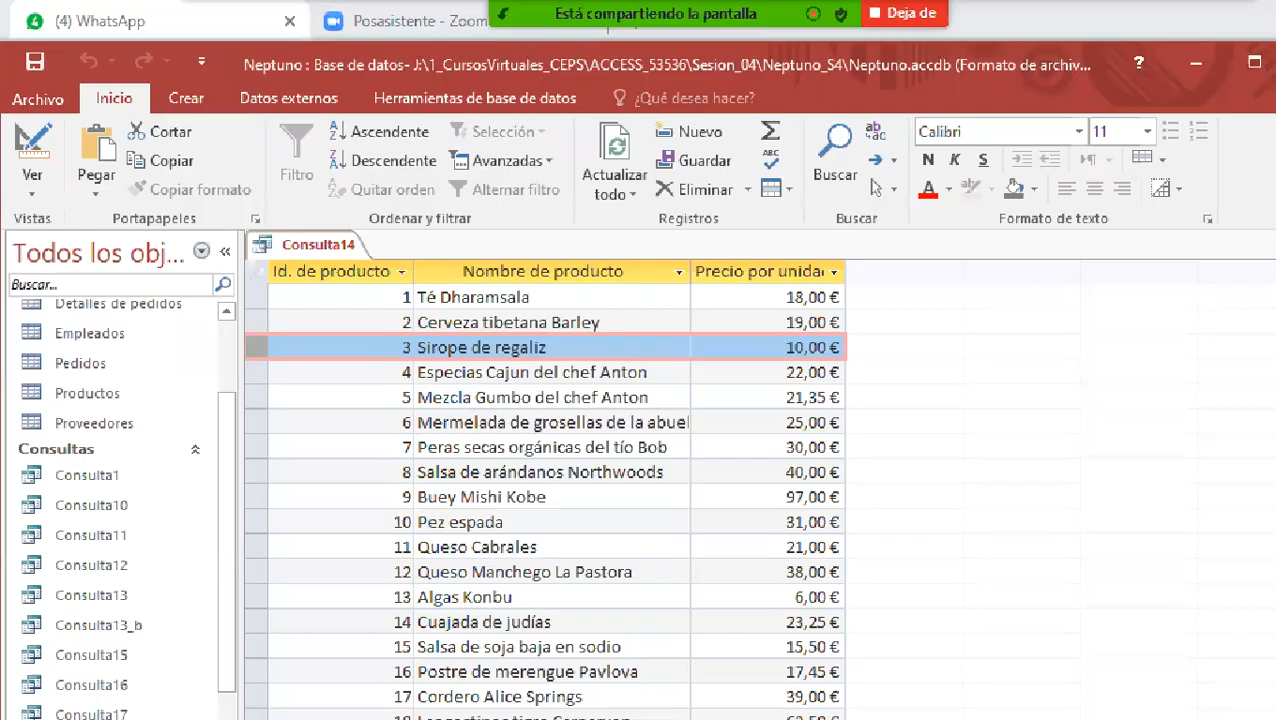 (4) WhatsApp
Posasistente - Zoom
Está compartiendo la pantalla
Deja de
Neptuno : Base de datos- J:\1_CursosVirtuales_CEPS\ACCESS_53536\Sesion_04\Neptuno_S4\Neptuno.accdb (Formato de archiv...
?
Archivo Inicio Crear Datos externos Herramientas de base de datos ¿Qué desea hacer?
Ver
Vistas
Pegar
Cortar
Copiar
Copiar formato
Portapapeles
Filtro
Ascendente
Descendente
Quitar orden
Selección
Avanzadas
Alternar filtro
Ordenar y filtrar
Actualizar
todo
Nuevo
Guardar
Eliminar
Registros
Buscar
Buscar
Calibri 11
N K S
Formato de texto
Todos los obj...
Buscar...
Detalles de pedidos
Empleados
Pedidos
Productos
Proveedores
Consultas
Consulta1
Consulta10
Consulta11
Consulta12
Consulta13
Consulta13_b
Consulta15
Consulta16
Consulta17
Consulta14
Id. de producto Nombre de producto Precio por unida
1 Té Dharamsala 18,00 €
2 Cerveza tibetana Barley 19,00 €
3 Sirope de regaliz 10,00 €
4 Especias Cajun del chef Anton 22,00 €
5 Mezcla Gumbo del chef Anton 21,35 €
6 Mermelada de grosellas de la abuel 25,00 €
7 Peras secas orgánicas del tío Bob 30,00 €
8 Salsa de arándanos Northwoods 40,00 €
9 Buey Mishi Kobe 97,00 €
10 Pez espada 31,00 €
11 Queso Cabrales 21,00 €
12 Queso Manchego La Pastora 38,00 €
13 Algas Konbu 6,00 €
14 Cuajada de judías 23,25 €
15 Salsa de soja baja en sodio 15,50 €
16 Postre de merengue Pavlova 17,45 €
17 Cordero Alice Springs 39,00 €